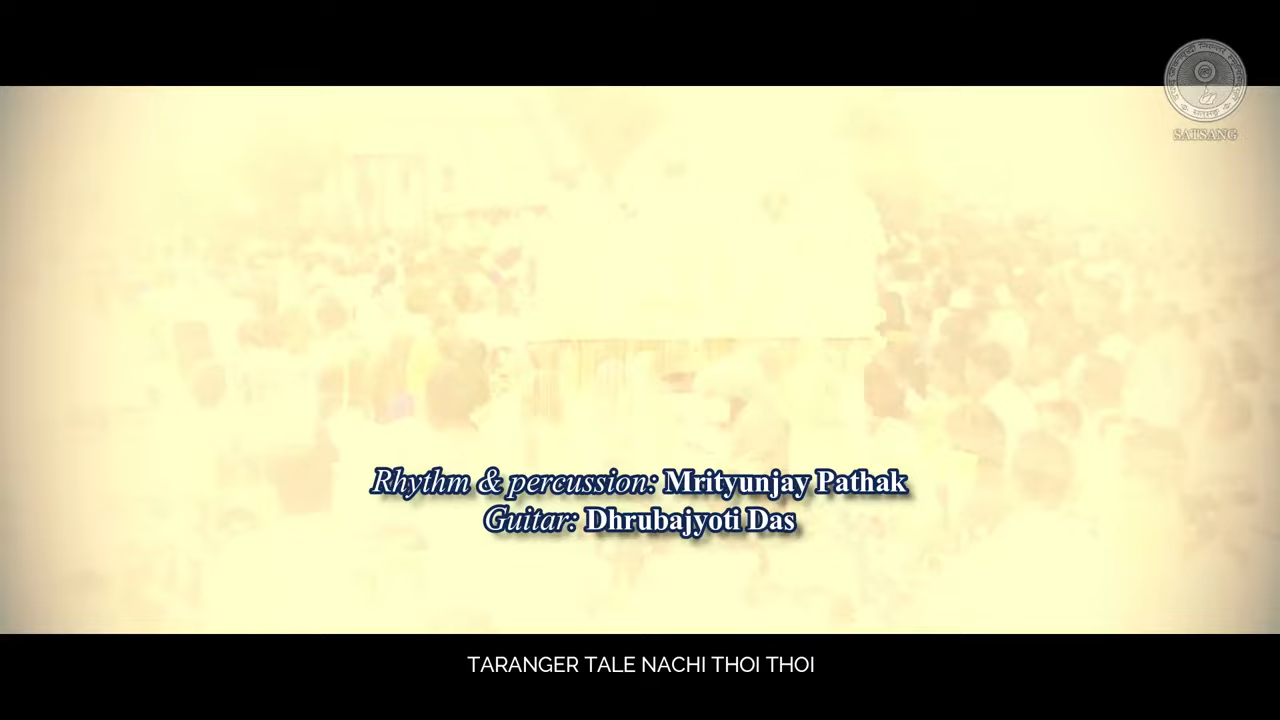 SATSANG
Rhythm & percussion: Mrityunjay Pathak
Guitar: Dhrubajyoti Das
TARANGER TALE NACHI THOI THOI